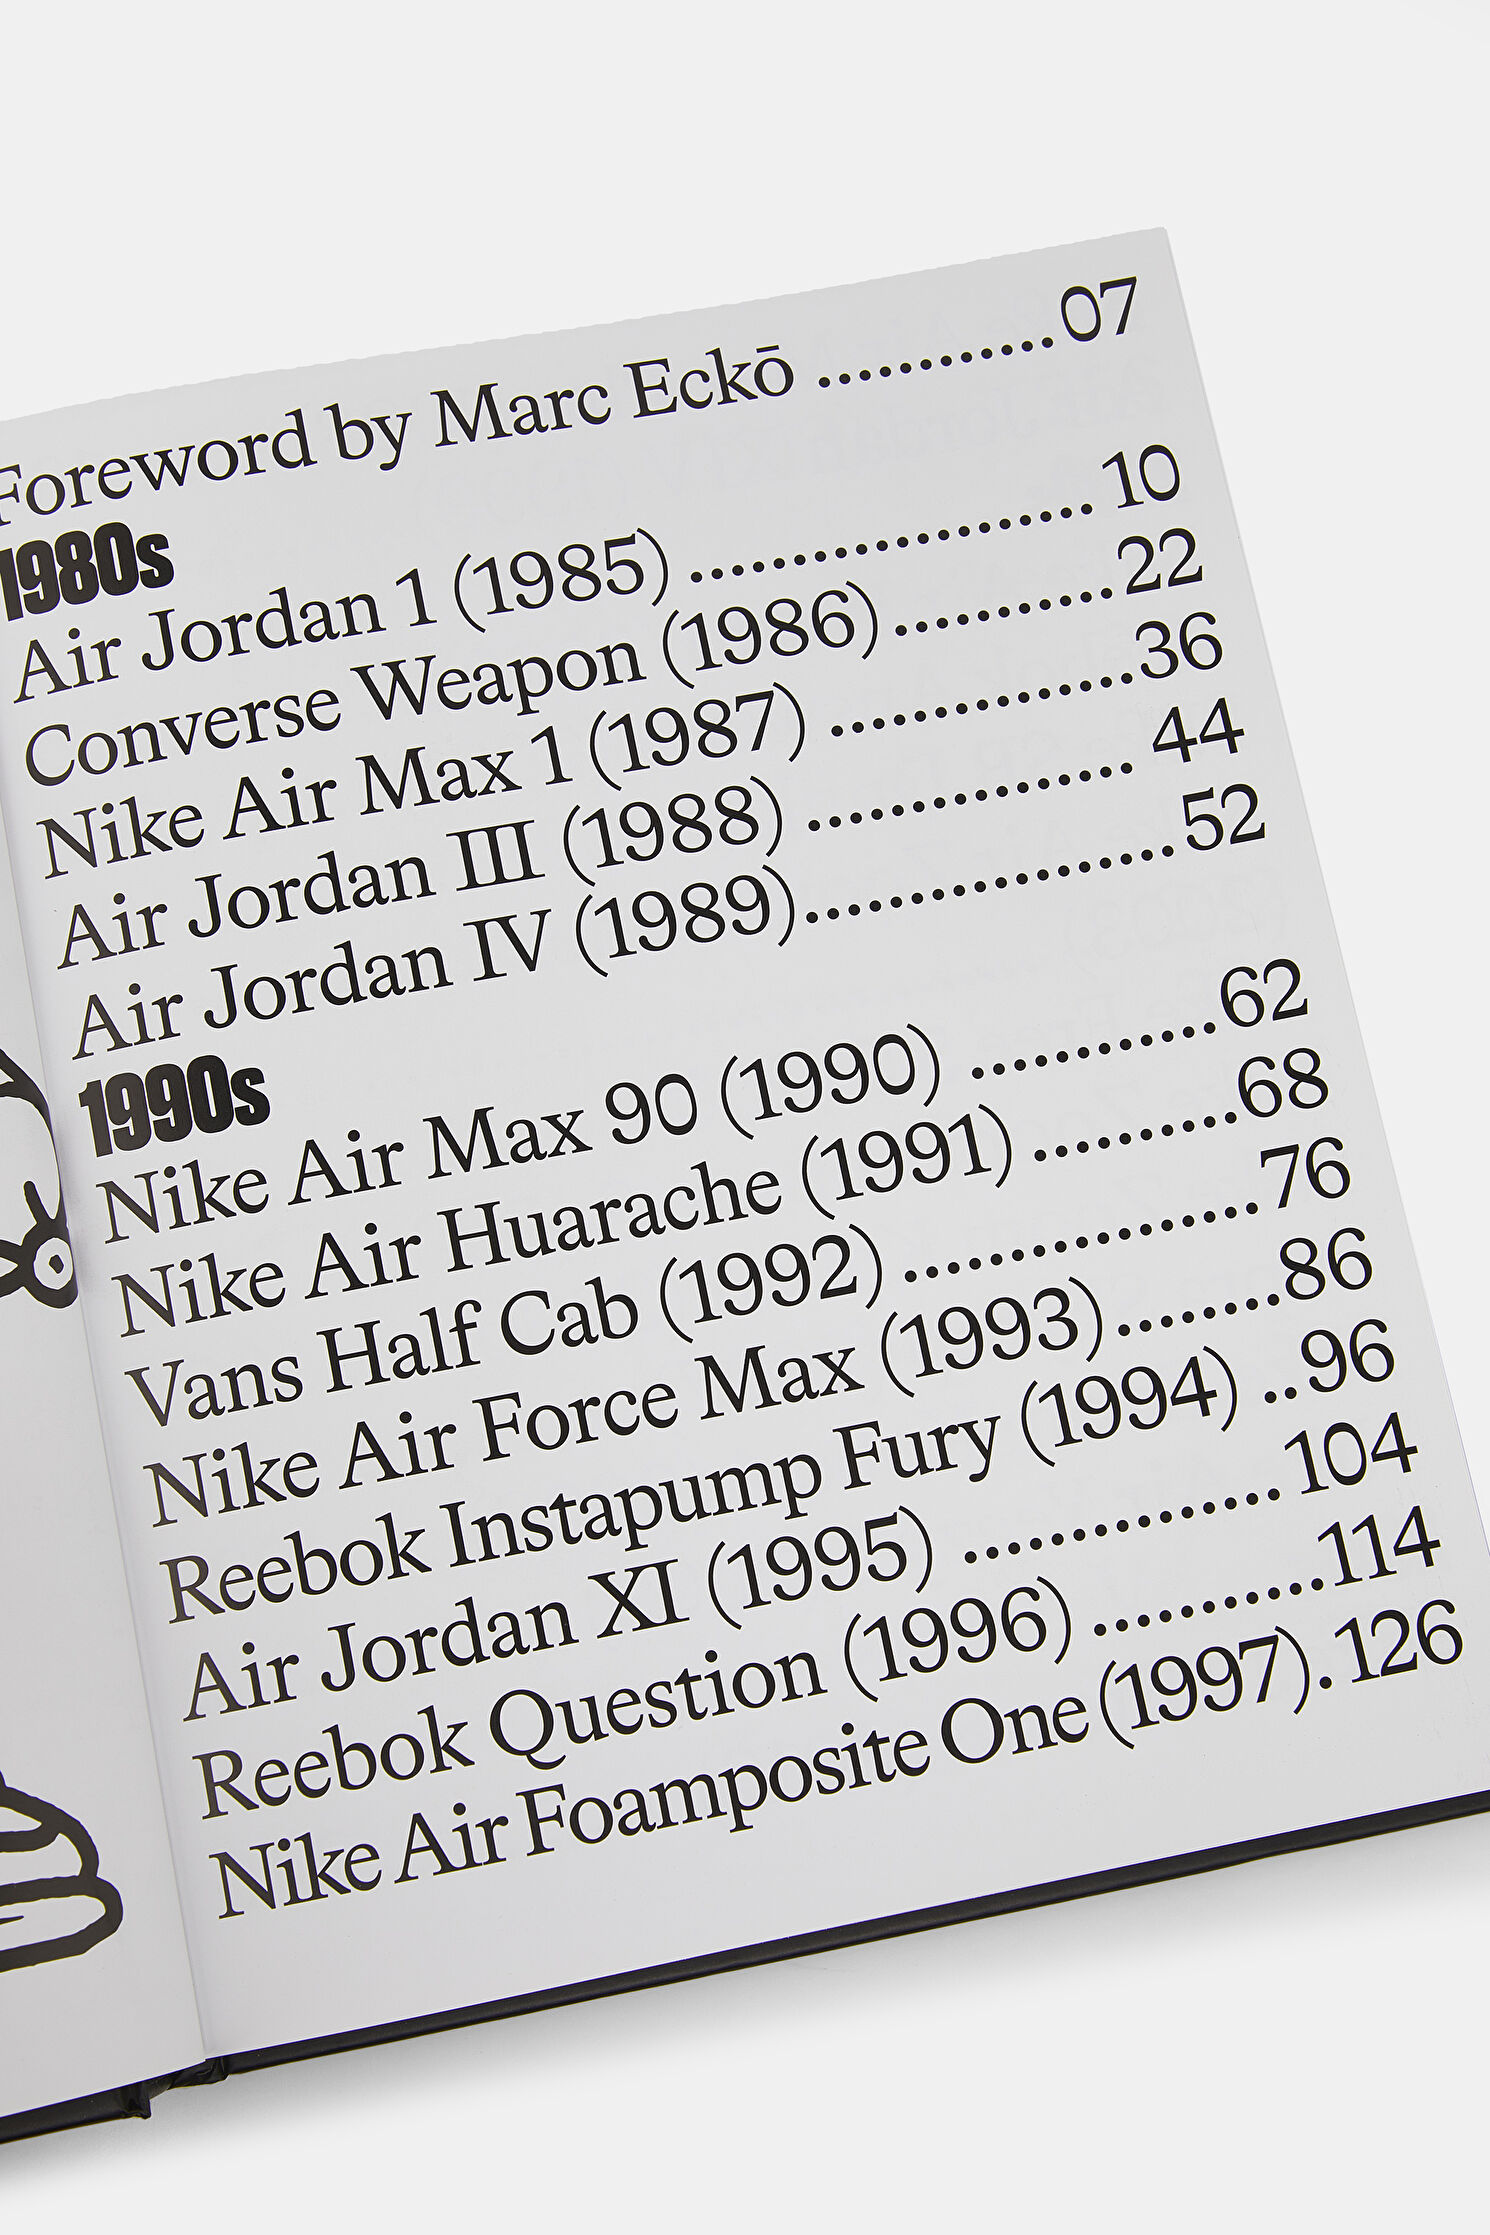 Foreword by Marc Eckō ............07
1980s
Air Jordan 1 (1985).................... 10
Converse Weapon (1986)...........22
Nike Air Max 1 (1987) ...............36
Air Jordan III (1988) ................ 44
Air Jordan IV (1989)..................52
1990s
Nike Air Max 90 (1990) ............62
Nike Air Huarache (1991) ..........68
Vans Half Cab (1992) .................76
Nike Air Force Max (1993)........86
Reebok Instapump Fury (1994) ..96
Air Jordan XI (1995) ................104
Reebok Question (1996) ...........114
Nike Air Foamposite One (1997).126